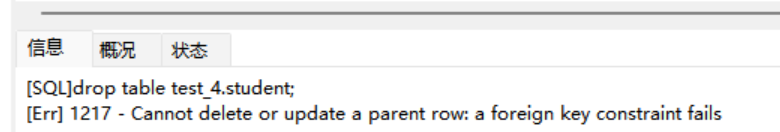 信息 概况 状态
[SQL]drop table test_4.student;
[Err] 1217 - Cannot delete or update a parent row: a foreign key constraint fails